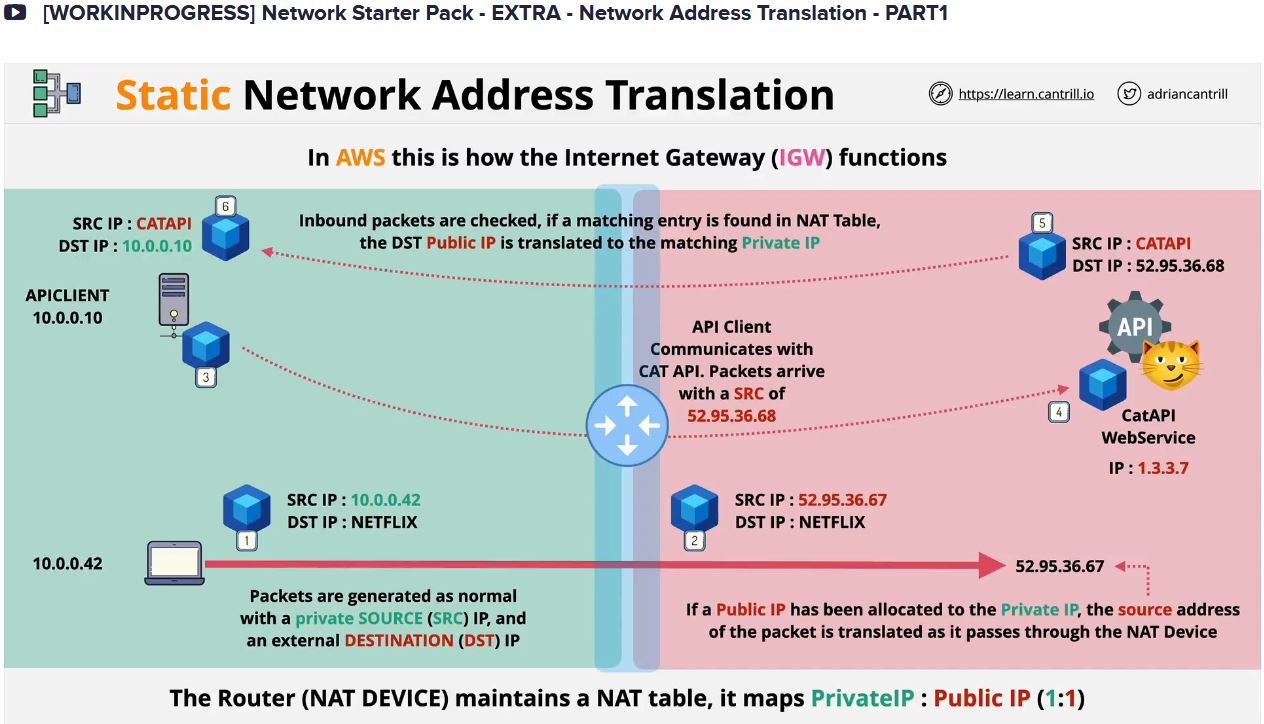 [WORKINPROGRESS] Network Starter Pack - EXTRA - Network Address Translation - PART1
Static Network Address Translation
https://learn.cantrill.io
adriancantrill
In AWS this is how the Internet Gateway (IGW) functions
6
SRC IP : CATAPI
DST IP : 10.0.0.10
Inbound packets are checked, if a matching entry is found in NAT Table,
the DST Public IP is translated to the matching Private IP
5
SRC IP : CATAPI
DST IP : 52.95.36.68
APICLIENT
10.0.0.10
3
API Client
Communicates with
CAT API. Packets arrive
with a SRC of
52.95.36.68
API
4
CatAPI
WebService
IP : 1.3.3.7
1
SRC IP : 10.0.0.42
DST IP : NETFLIX
2
SRC IP : 52.95.36.67
DST IP : NETFLIX
10.0.0.42
52.95.36.67
Packets are generated as normal
with a private SOURCE (SRC) IP, and
an external DESTINATION (DST) IP
If a Public IP has been allocated to the Private IP, the source address
of the packet is translated as it passes through the NAT Device
The Router (NAT DEVICE) maintains a NAT table, it maps PrivateIP : Public IP (1:1)